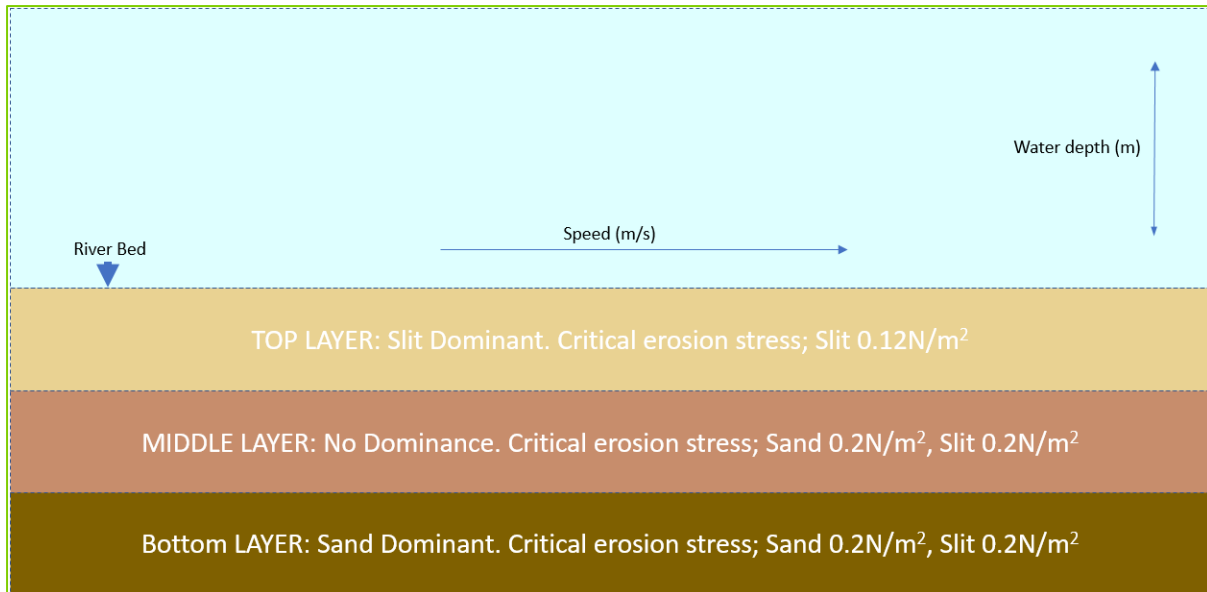 Water depth (m)
Speed (m/s)
River Bed
TOP LAYER: Slit Dominant. Critical erosion stress; Slit 0.12N/m²
MIDDLE LAYER: No Dominance. Critical erosion stress; Sand 0.2N/m², Slit 0.2N/m²
Bottom LAYER: Sand Dominant. Critical erosion stress; Sand 0.2N/m², Slit 0.2N/m²